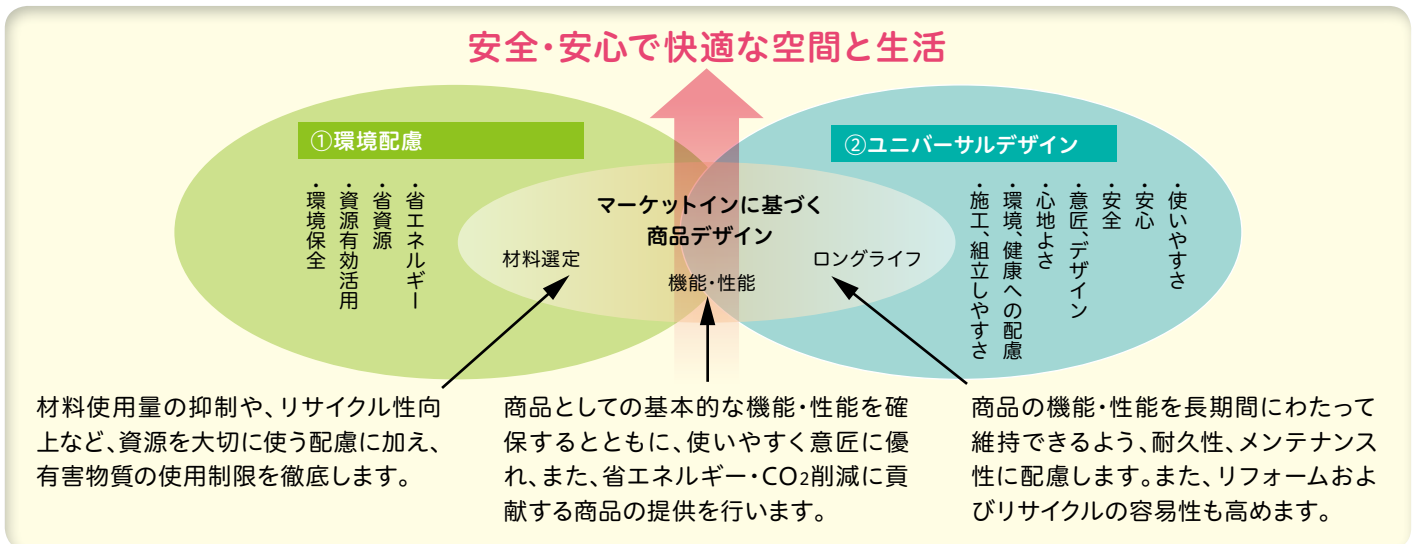 安全・安心で快適な空間と生活
①環境配慮
・省エネルギー
・省資源
・資源有効活用
・環境保全
マーケットインに基づく
商品デザイン
材料選定
機能・性能
ロングライフ
②ユニバーサルデザイン
・使いやすさ
・安心
・安全
・意匠、デザイン
・心地よさ
・環境、健康への配慮
・施工、組立しやすさ
材料使用量の抑制や、リサイクル性向
上など、資源を大切に使う配慮に加え、
有害物質の使用制限を徹底します。
商品としての基本的な機能・性能を確
保するとともに、使いやすく意匠に優
れ、また、省エネルギー・CO2削減に貢
献する商品の提供を行います。
商品の機能・性能を長期間にわたって
維持できるよう、耐久性、メンテナンス
性に配慮します。また、リフォームおよ
びリサイクルの容易性も高めます。